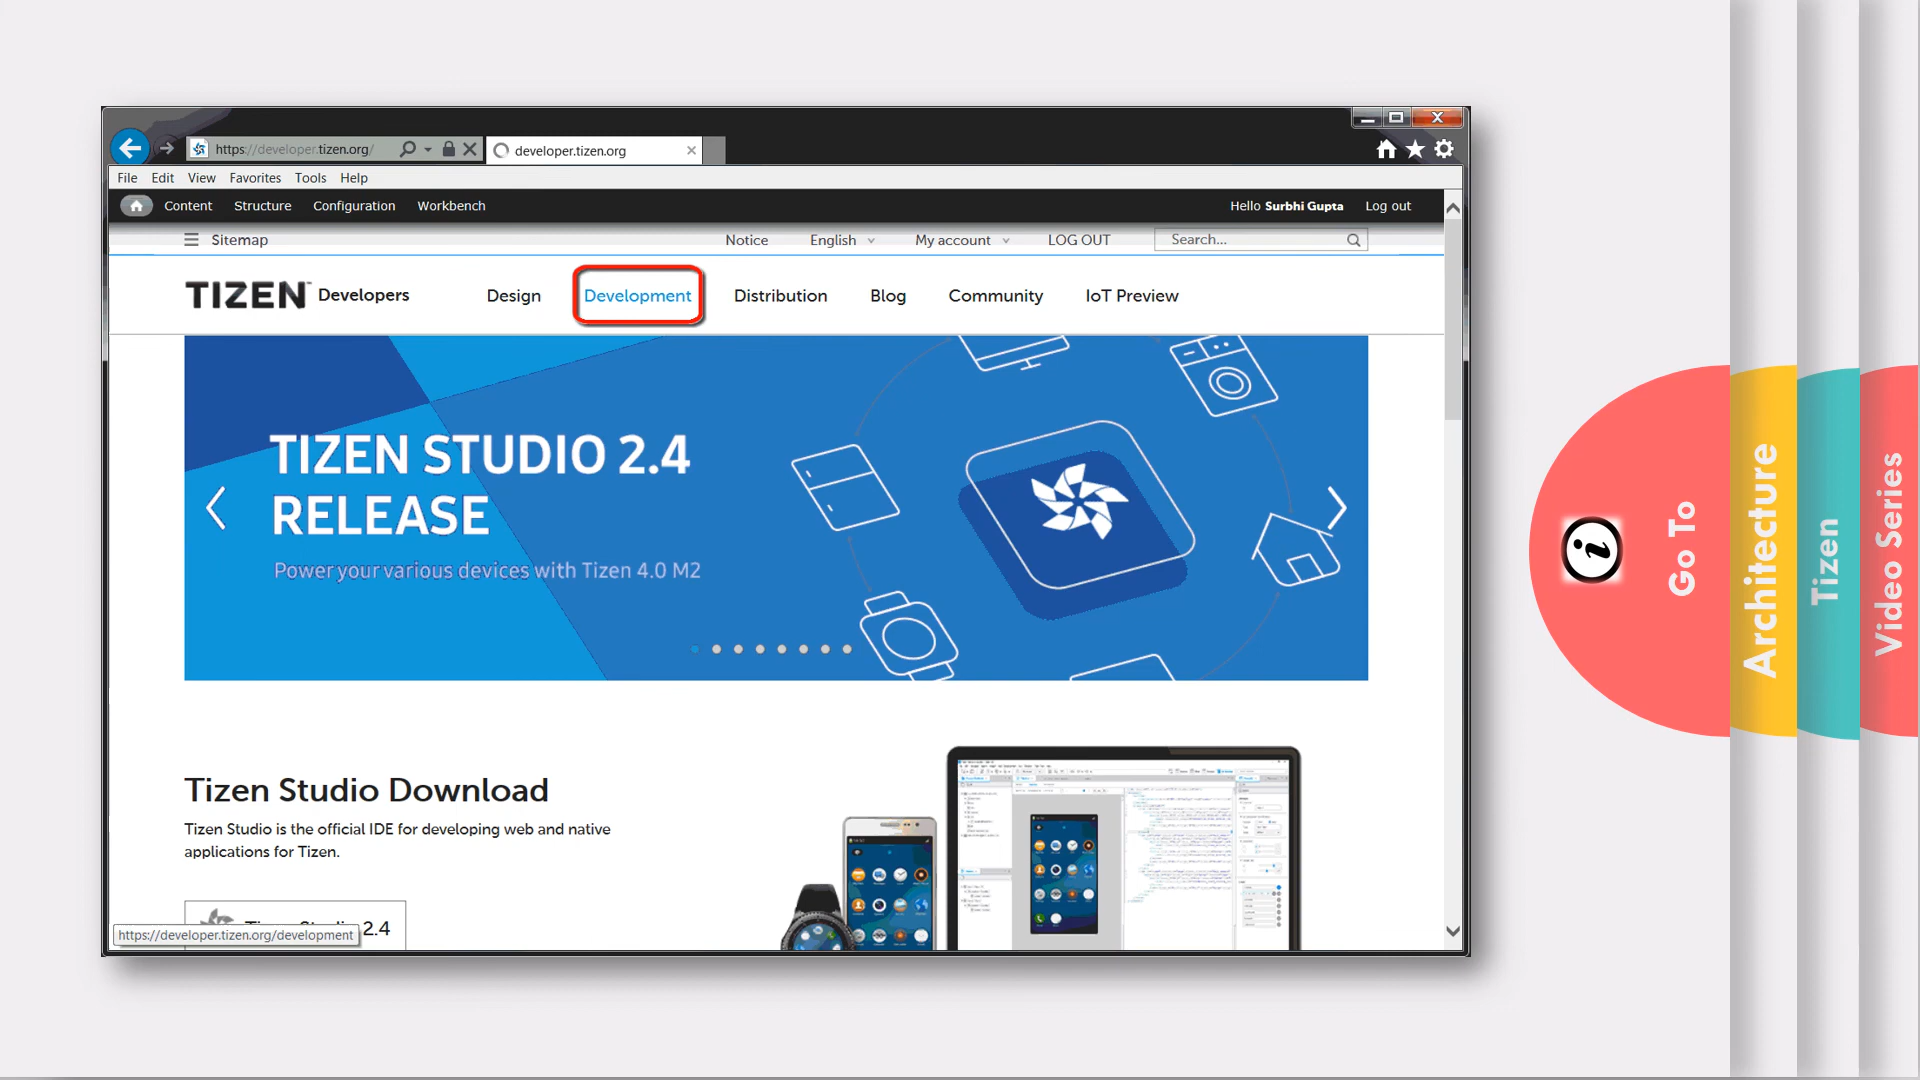 https://developer.tizen.org/
developer.tizen.org
File Edit View Favorites Tools Help
Content Structure Configuration Workbench Hello Surbhi Gupta Log out
Sitemap Notice English My account LOG OUT Search...
TIZEN™ Developers Design Development Distribution Blog Community IoT Preview
TIZEN STUDIO 2.4
RELEASE
Power your various devices with Tizen 4.0 M2
Tizen Studio Download
Tizen Studio is the official IDE for developing web and native
applications for Tizen.
2.4
https://developer.tizen.org/development
i
Go To
Architecture
Tizen
Video Series